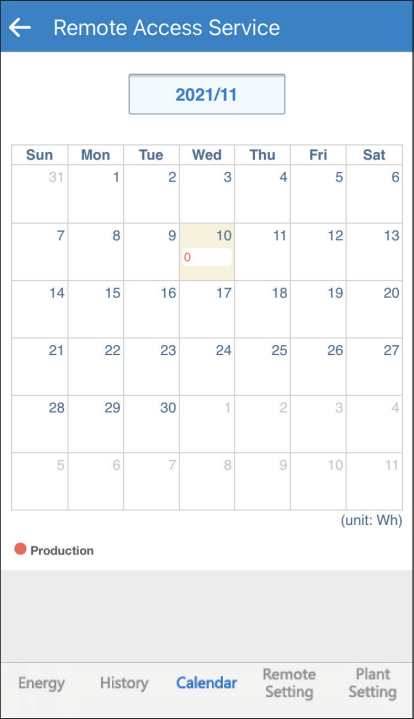 Remote Access Service
2021/11
Sun Mon Tue Wed Thu Fri Sat
31 1 2 3 4 5 6
7 8 9 10 11 12 13
0
14 15 16 17 18 19 20
21 22 23 24 25 26 27
28 29 30 1 2 3 4
5 6 7 8 9 10 11
(unit: Wh)
Production
Energy History Calendar Remote Setting Plant Setting